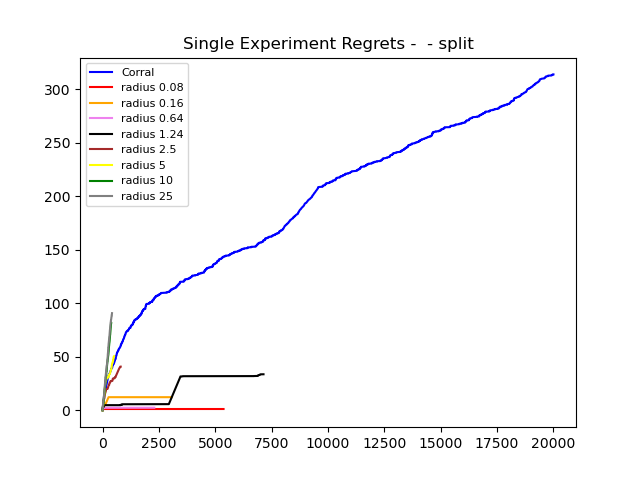 Single Experiment Regrets -  - split
Corral
radius 0.08
radius 0.16
radius 0.64
radius 1.24
radius 2.5
radius 5
radius 10
radius 25
300
250
200
150
100
50
0
0 2500 5000 7500 10000 12500 15000 17500 20000